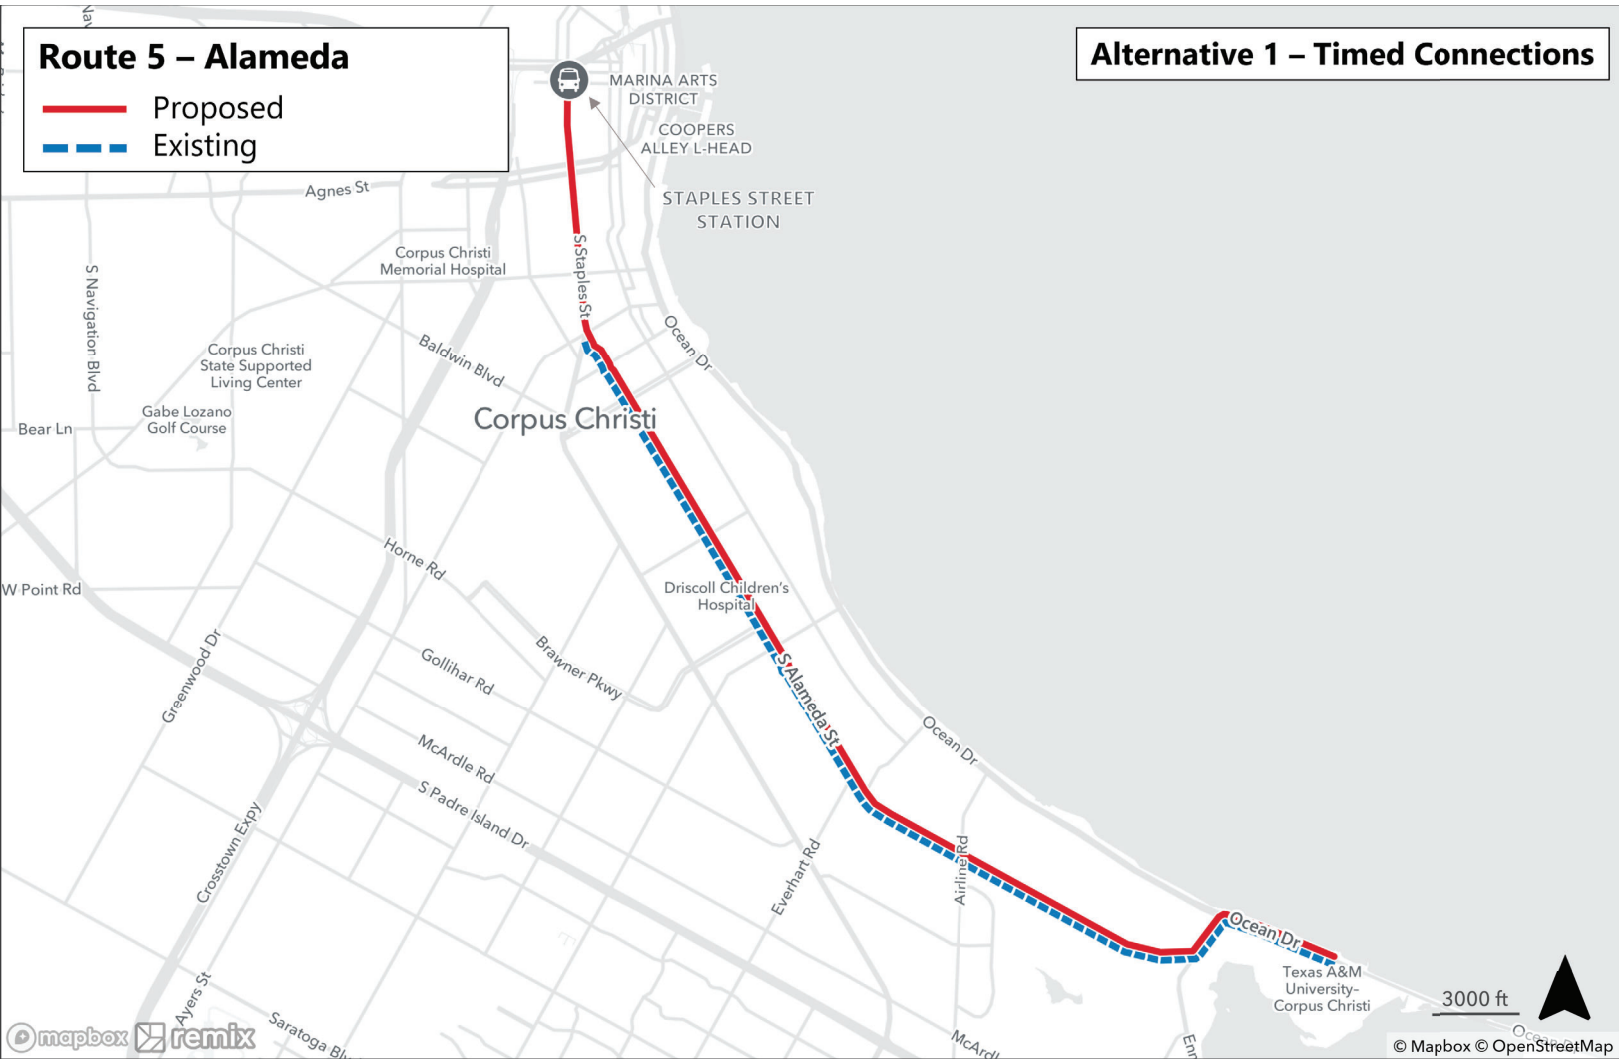 Route 5 – Alameda
Proposed
Existing
Alternative 1 – Timed Connections
Nav
MARINA ARTS
DISTRICT
COOPERS
ALLEY L-HEAD
STAPLES STREET
STATION
Agnes St
Corpus Christi
Memorial Hospital
S Staples St
S Navigation Blvd
Ocean Dr
Baldwin Blvd
Corpus Christi
State Supported
Living Center
Gabe Lozano
Golf Course
Bear Ln
Corpus Christi
Horne Rd
W Point Rd
Driscoll Children's
Hospital
Greenwood Dr
Gollihar Rd
Brawner Pkwy
S Alameda St
Ocean Dr
McArdle Rd
S Padre Island Dr
Crosstown Expy
Everhart Rd
Airline Rd
Ocean Dr
Texas A&M
University-
Corpus Christi
3000 ft
Ayers St
Saratoga Blv
McArdl
Enn
Ocean D
mapbox remix
© Mapbox © OpenStreetMap